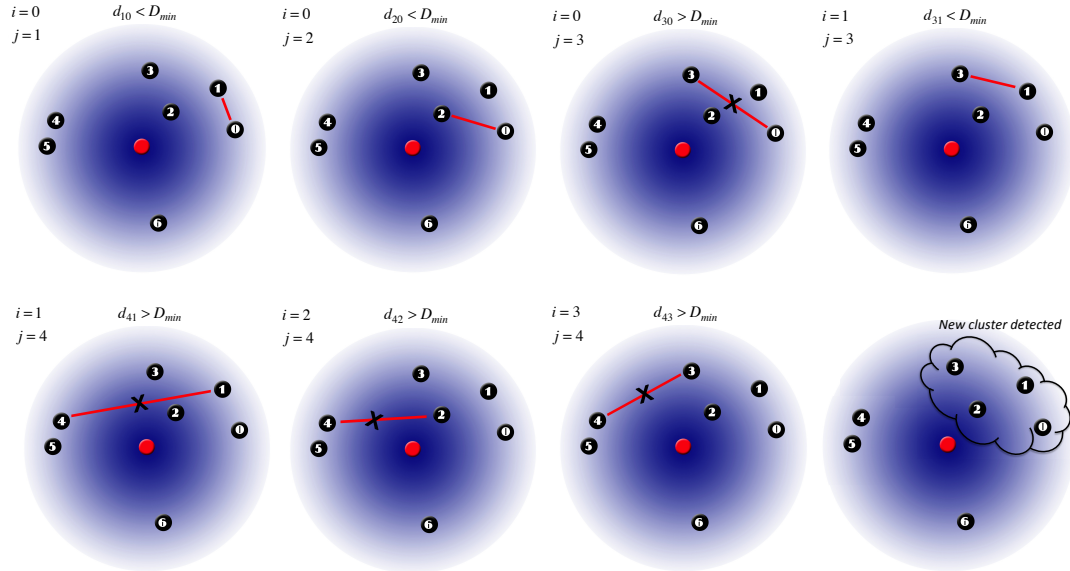 i = 0
d₁₀ < Dₘᵢₙ
j = 1
3
1
2
4
0
5
6
i = 0
d₂₀ < Dₘᵢₙ
j = 2
3
1
2
4
0
5
6
i = 0
d₃₀ > Dₘᵢₙ
j = 3
3
1
X
2
4
0
5
6
i = 1
d₃₁ < Dₘᵢₙ
j = 3
3
1
2
4
0
5
6
i = 1
d₄₁ > Dₘᵢₙ
j = 4
3
1
X
2
4
0
5
6
i = 2
d₄₂ > Dₘᵢₙ
j = 4
3
1
2
4
X
0
5
6
i = 3
d₄₃ > Dₘᵢₙ
j = 4
3
1
X
2
4
0
5
6
New cluster detected
3
1
2
4
0
5
6